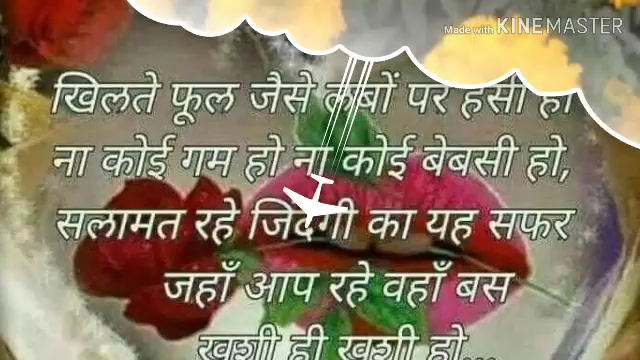 Made with KINEMASTER
खिलते फूल जैसे लबों पर हसी हो
ना कोई गम हो ना कोई बेबसी हो,
सलामत रहे जिंदगी का यह सफर
जहाँ आप रहे वहाँ बस
खुशी ही खुशी हो...